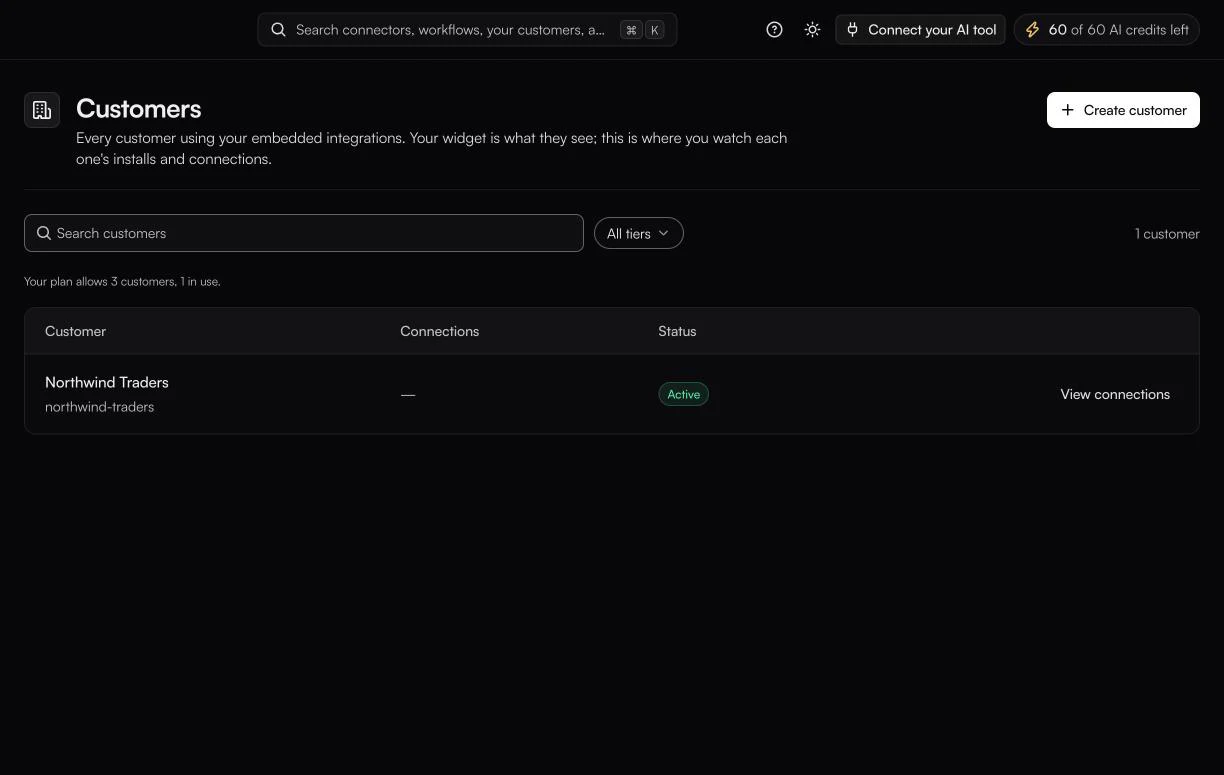 Search connectors, workflows, your customers, a... ⌘ K
Connect your AI tool
60 of 60 AI credits left
Customers
Create customer
Every customer using your embedded integrations. Your widget is what they see; this is where you watch each
one's installs and connections.
Search customers
All tiers
1 customer
Your plan allows 3 customers, 1 in use.
Customer
Connections
Status
Northwind Traders
northwind-traders
—
Active
View connections